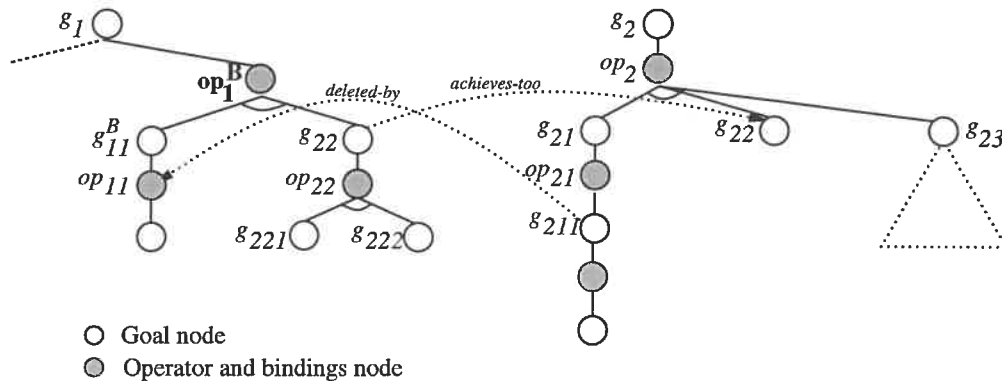 g1 g2
op1B deleted-by achieves-too op2
g11B g22 g21 g22 g23
op11 op22 op21
g221 g222 g211
Goal node
Operator and bindings node